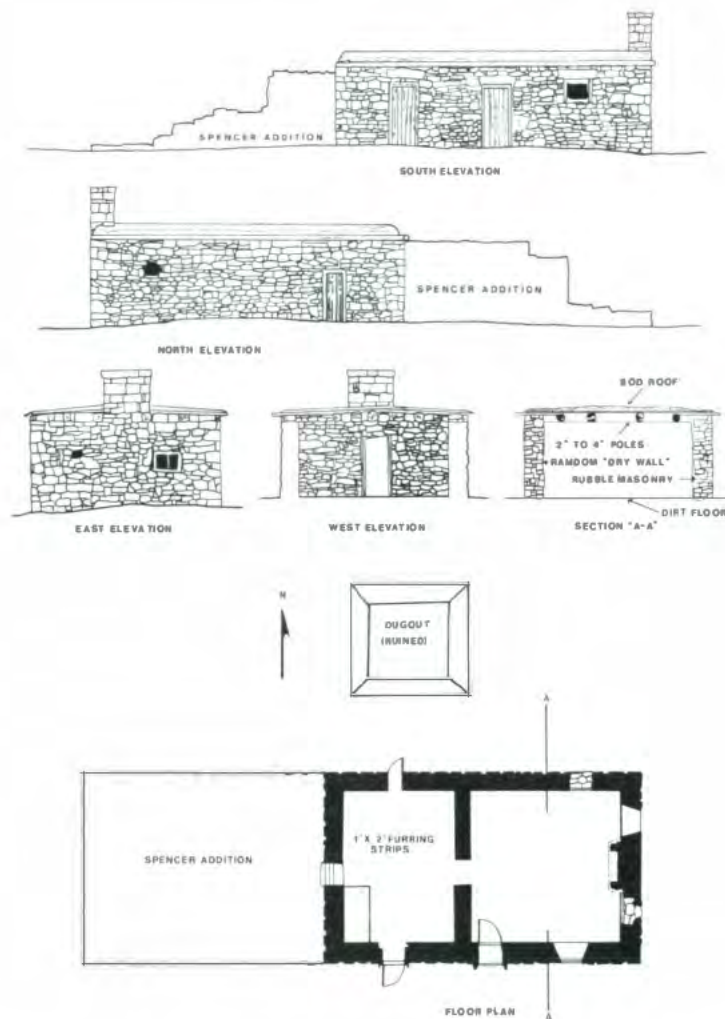 SPENCER ADDITION
SOUTH ELEVATION
SPENCER ADDITION
NORTH ELEVATION
EAST ELEVATION
WEST ELEVATION
SOD ROOF
2" TO 4" POLES
RAMDOM "DRY WALL"
RUBBLE MASONRY
DIRT FLOOR
SECTION "A-A"
N
DUGOUT
(RUINED)
A
SPENCER ADDITION
1" X 2" FURRING
STRIPS
FLOOR PLAN
A